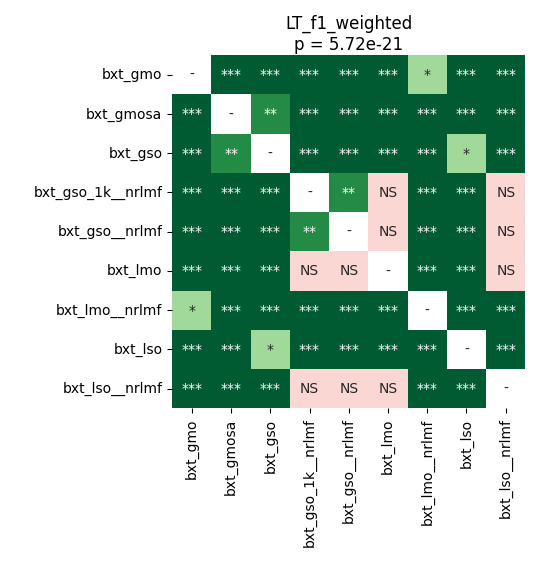 LT_f1_weighted
p = 5.72e-21
bxt_gmo - *** *** *** *** *** * *** ***
bxt_gmosa *** - ** *** *** *** *** *** ***
bxt_gso *** ** - *** *** *** *** * ***
bxt_gso_1k__nrlmf *** *** *** - ** NS *** *** NS
bxt_gso__nrlmf *** *** *** ** - NS *** *** NS
bxt_lmo *** *** *** NS NS - *** *** NS
bxt_lmo__nrlmf * *** *** *** *** *** - *** ***
bxt_lso *** *** * *** *** *** *** - ***
bxt_lso__nrlmf *** *** *** NS NS NS *** *** -
bxt_gmo
bxt_gmosa
bxt_gso
bxt_gso_1k__nrlmf
bxt_gso__nrlmf
bxt_lmo
bxt_lmo__nrlmf
bxt_lso
bxt_lso__nrlmf